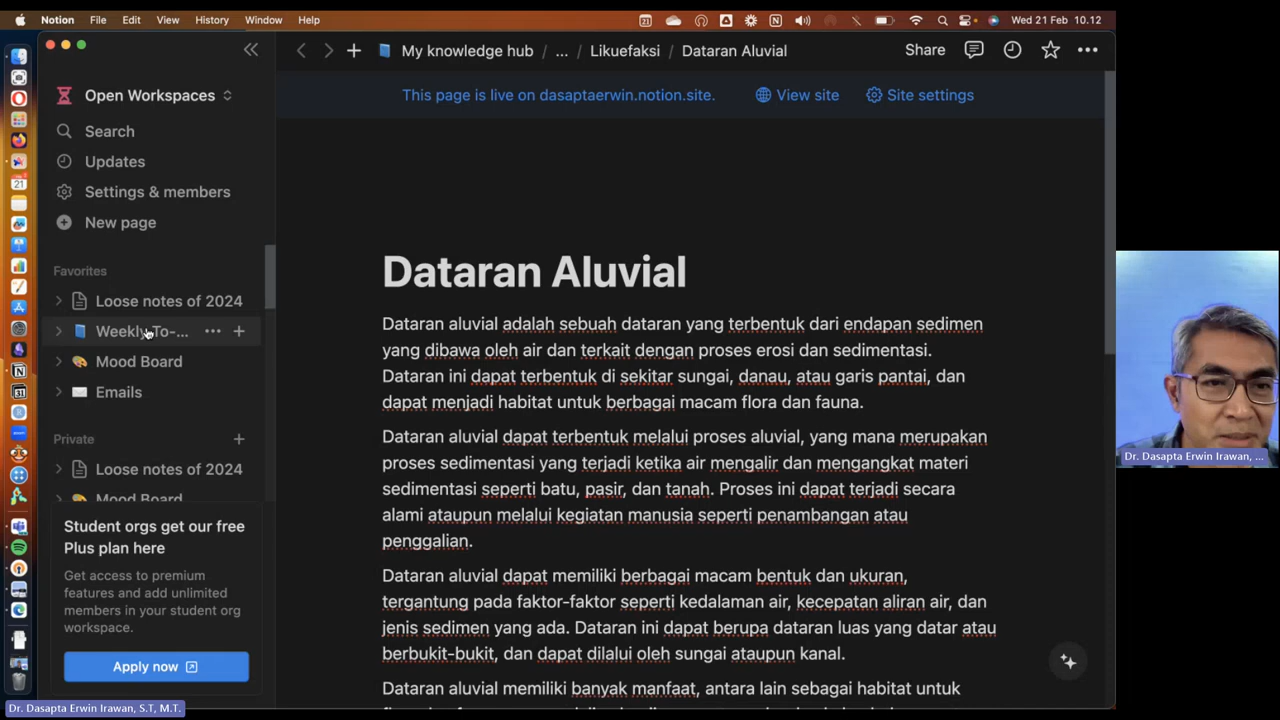 Notion File Edit View History Window Help Wed 21 Feb 10.12
My knowledge hub / ... / Likuefaksi / Dataran Aluvial Share
This page is live on dasaptaerwin.notion.site. View site Site settings
Open Workspaces
Search
Updates
Settings & members
New page
Favorites
Loose notes of 2024
Weekly To-...
Mood Board
Emails
Private
Loose notes of 2024
Mood Board
Student orgs get our free
Plus plan here
Get access to premium
features and add unlimited
members in your student org
workspace.
Apply now
Dataran Aluvial
Dataran aluvial adalah sebuah dataran yang terbentuk dari endapan sedimen
yang dibawa oleh air dan terkait dengan proses erosi dan sedimentasi.
Dataran ini dapat terbentuk di sekitar sungai, danau, atau garis pantai, dan
dapat menjadi habitat untuk berbagai macam flora dan fauna.
Dataran aluvial dapat terbentuk melalui proses aluvial, yang mana merupakan
proses sedimentasi yang terjadi ketika air mengalir dan mengangkat materi
sedimentasi seperti batu, pasir, dan tanah. Proses ini dapat terjadi secara
alami ataupun melalui kegiatan manusia seperti penambangan atau
penggalian.
Dataran aluvial dapat memiliki berbagai macam bentuk dan ukuran,
tergantung pada faktor-faktor seperti kedalaman air, kecepatan aliran air, dan
jenis sedimen yang ada. Dataran ini dapat berupa dataran luas yang datar atau
berbukit-bukit, dan dapat dilalui oleh sungai ataupun kanal.
Dataran aluvial memiliki banyak manfaat, antara lain sebagai habitat untuk
Dr. Dasapta Erwin Irawan, ...
Dr. Dasapta Erwin Irawan, S.T, M.T.